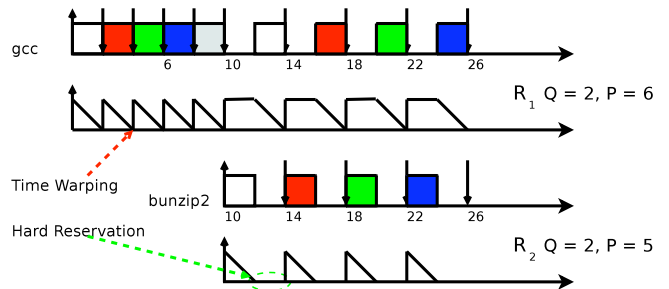 gcc
6 10 14 18 22 26
R1 Q = 2, P = 6
Time Warping
bunzip2
10 14 18 22 26
Hard Reservation
R2 Q = 2, P = 5